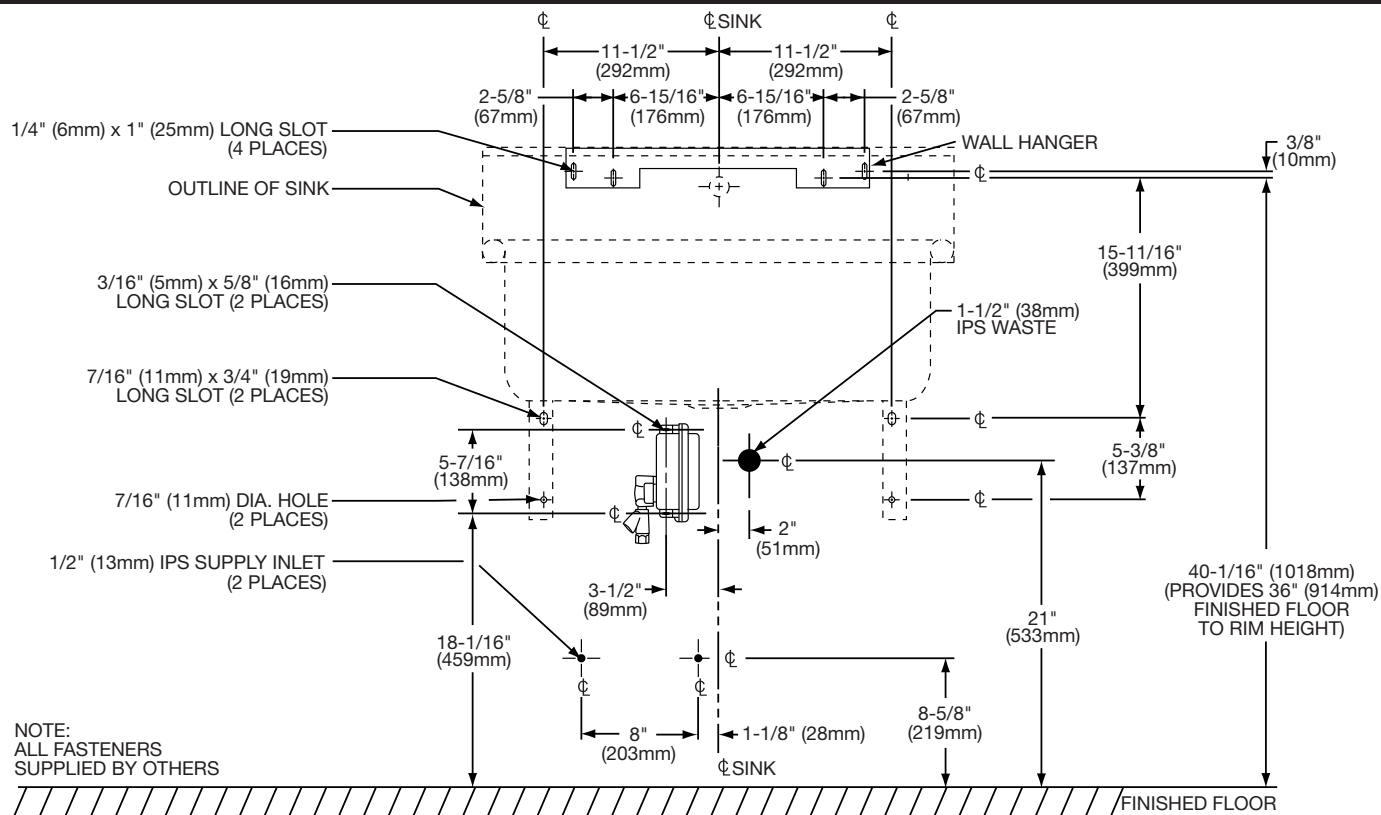 ℄ ℄ SINK ℄
11-1/2" 11-1/2"
(292mm) (292mm)
2-5/8" 6-15/16" 6-15/16" 2-5/8"
(67mm) (176mm) (176mm) (67mm)
1/4" (6mm) x 1" (25mm) LONG SLOT
(4 PLACES)
WALL HANGER
3/8"
(10mm)
℄
OUTLINE OF SINK
15-11/16"
(399mm)
3/16" (5mm) x 5/8" (16mm)
LONG SLOT (2 PLACES)
1-1/2" (38mm)
IPS WASTE
7/16" (11mm) x 3/4" (19mm)
LONG SLOT (2 PLACES)
℄ ℄
5-7/16"
(138mm)
℄
5-3/8"
(137mm)
7/16" (11mm) DIA. HOLE
(2 PLACES)
℄ ℄
2"
(51mm)
1/2" (13mm) IPS SUPPLY INLET
(2 PLACES)
3-1/2"
(89mm)
40-1/16" (1018mm)
(PROVIDES 36" (914mm)
FINISHED FLOOR
TO RIM HEIGHT)
21"
(533mm)
18-1/16"
(459mm)
℄
℄ ℄
8-5/8"
(219mm)
8"
(203mm)
1-1/8" (28mm)
NOTE:
ALL FASTENERS
SUPPLIED BY OTHERS
℄ SINK
FINISHED FLOOR